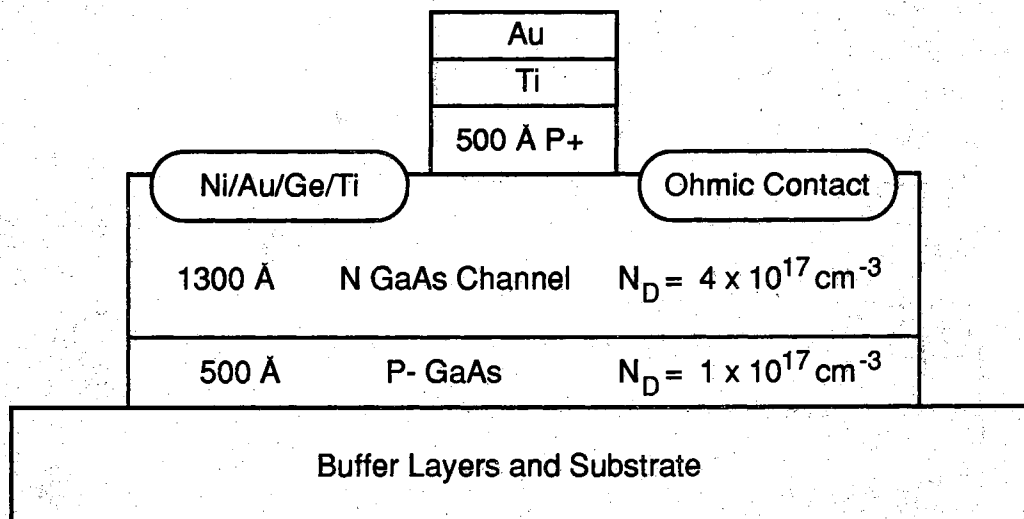 Au
Ti
500 Å P+
Ni/Au/Ge/Ti Ohmic Contact
1300 Å N GaAs Channel N_D = 4 x 10^17 cm^-3
500 Å P- GaAs N_D = 1 x 10^17 cm^-3
Buffer Layers and Substrate